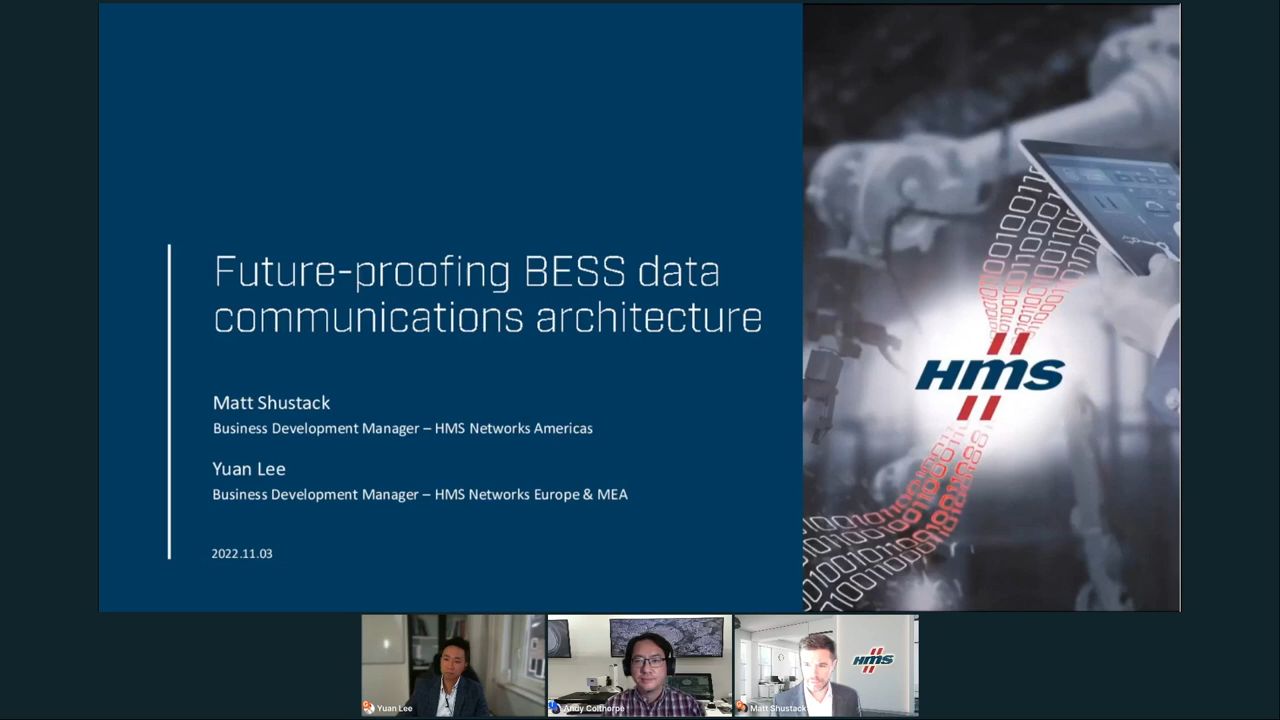 Future-proofing BESS data
communications architecture
Matt Shustack
Business Development Manager – HMS Networks Americas
Yuan Lee
Business Development Manager – HMS Networks Europe & MEA
2022.11.03
HMS
Yuan Lee
Andy Colthorpe
Matt Shustack
HMS